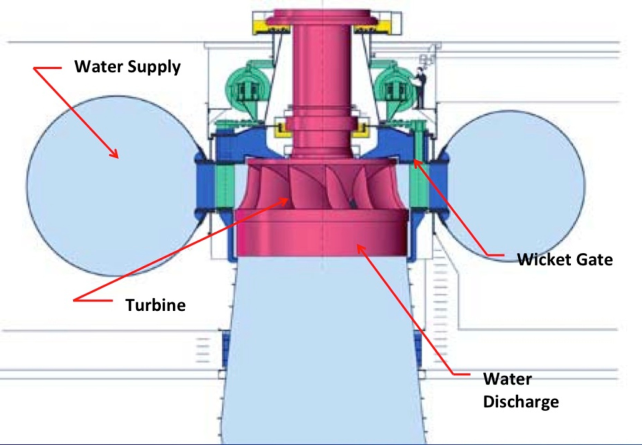 Water Supply
Wicket Gate
Turbine
Water
Discharge